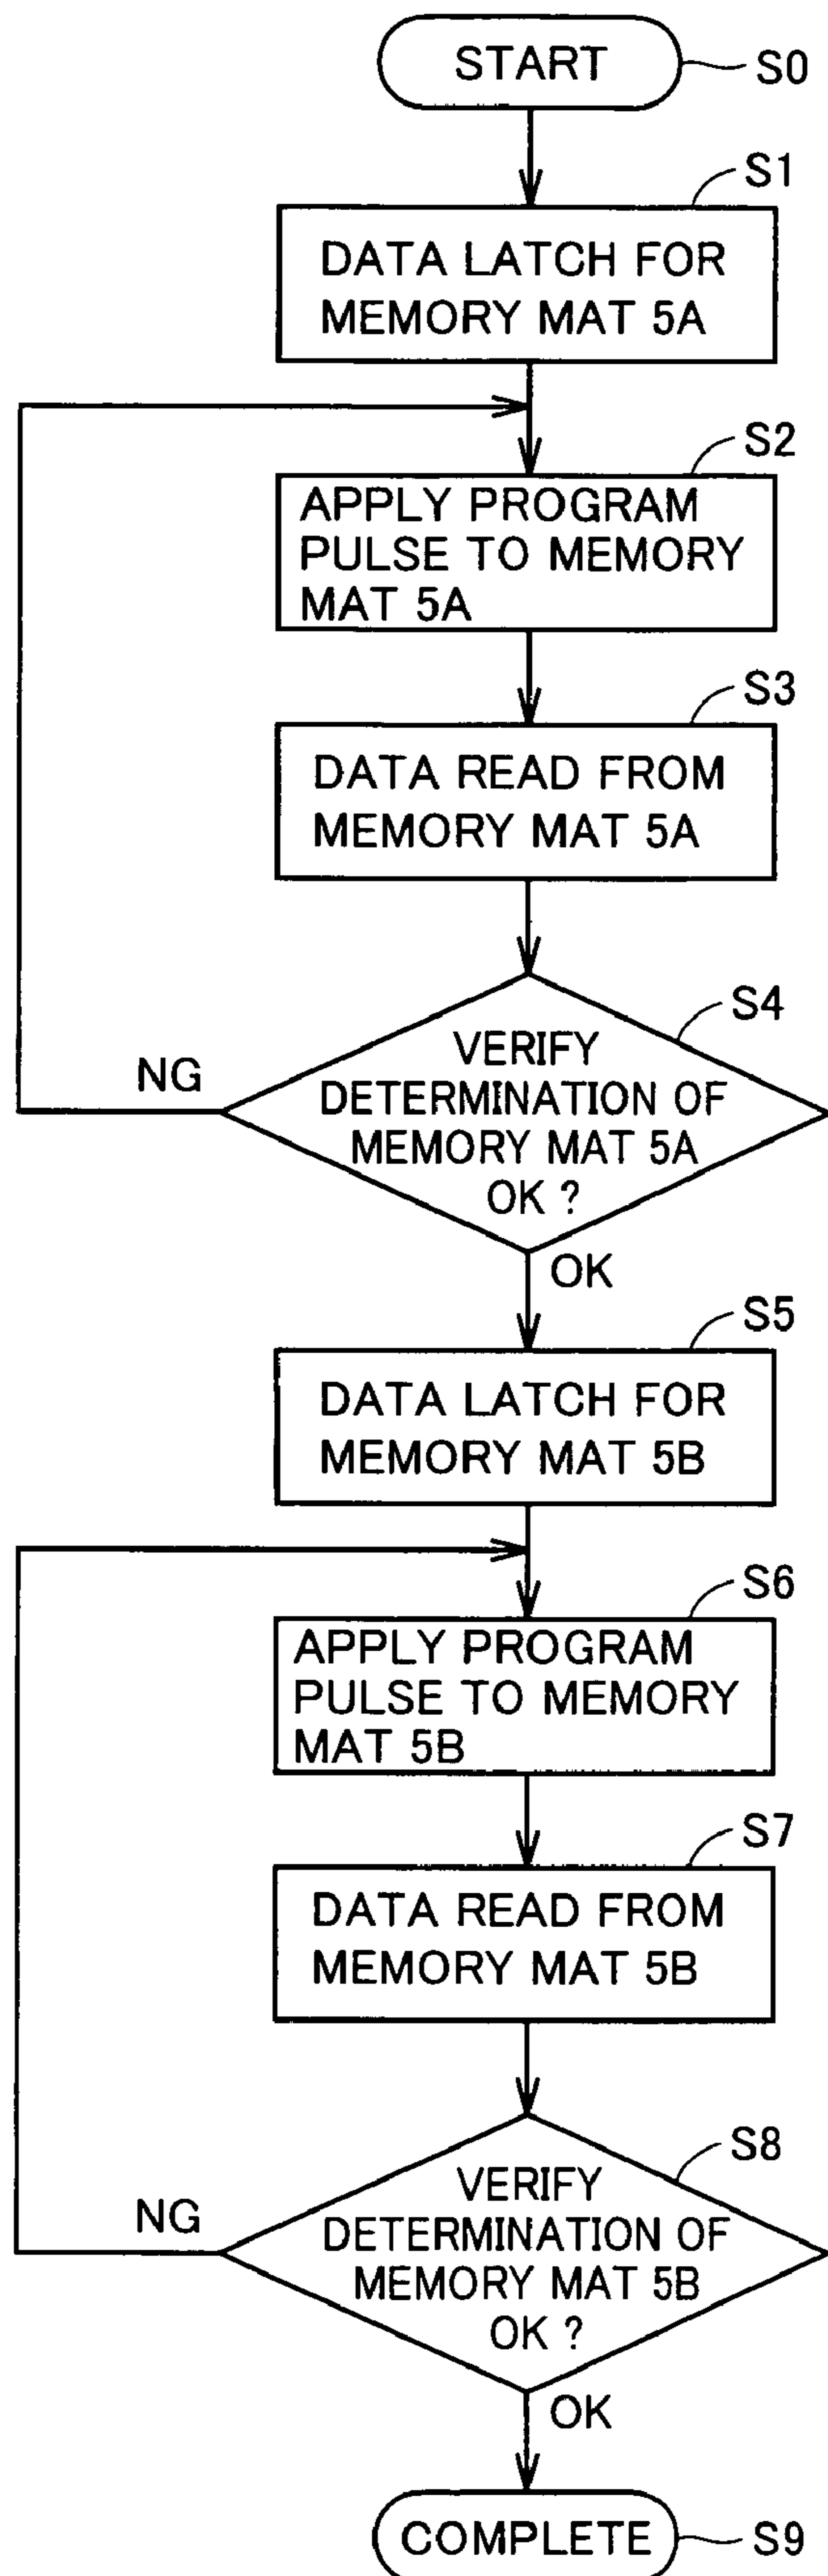 START
S0
S1
DATA LATCH FOR
MEMORY MAT 5A
S2
APPLY PROGRAM
PULSE TO MEMORY
MAT 5A
S3
DATA READ FROM
MEMORY MAT 5A
S4
VERIFY
DETERMINATION OF
MEMORY MAT 5A
OK ?
NG
OK
S5
DATA LATCH FOR
MEMORY MAT 5B
S6
APPLY PROGRAM
PULSE TO MEMORY
MAT 5B
S7
DATA READ FROM
MEMORY MAT 5B
S8
VERIFY
DETERMINATION OF
MEMORY MAT 5B
OK ?
NG
OK
COMPLETE
S9